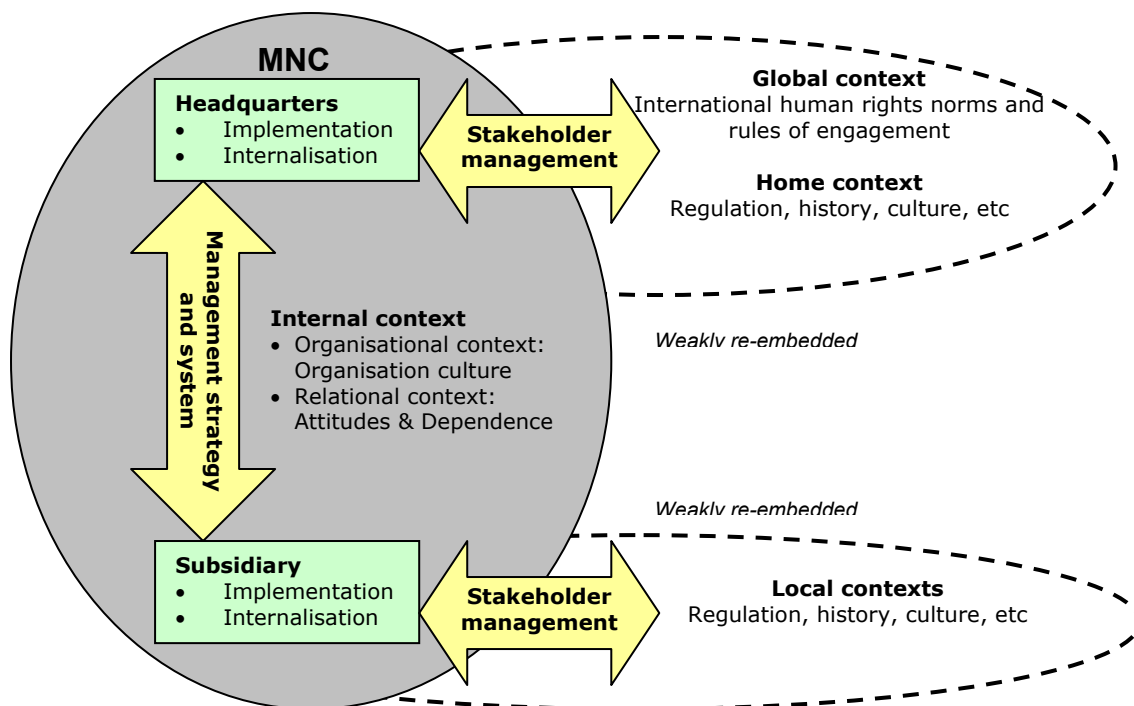 MNC
Headquarters
• Implementation
• Internalisation
Stakeholder
management
Global context
International human rights norms and
rules of engagement
Home context
Regulation, history, culture, etc
Management strategy
and system
Internal context
• Organisational context:
Organisation culture
• Relational context:
Attitudes & Dependence
Weakly re-embedded
Weakly re-embedded
Subsidiary
• Implementation
• Internalisation
Stakeholder
management
Local contexts
Regulation, history, culture, etc